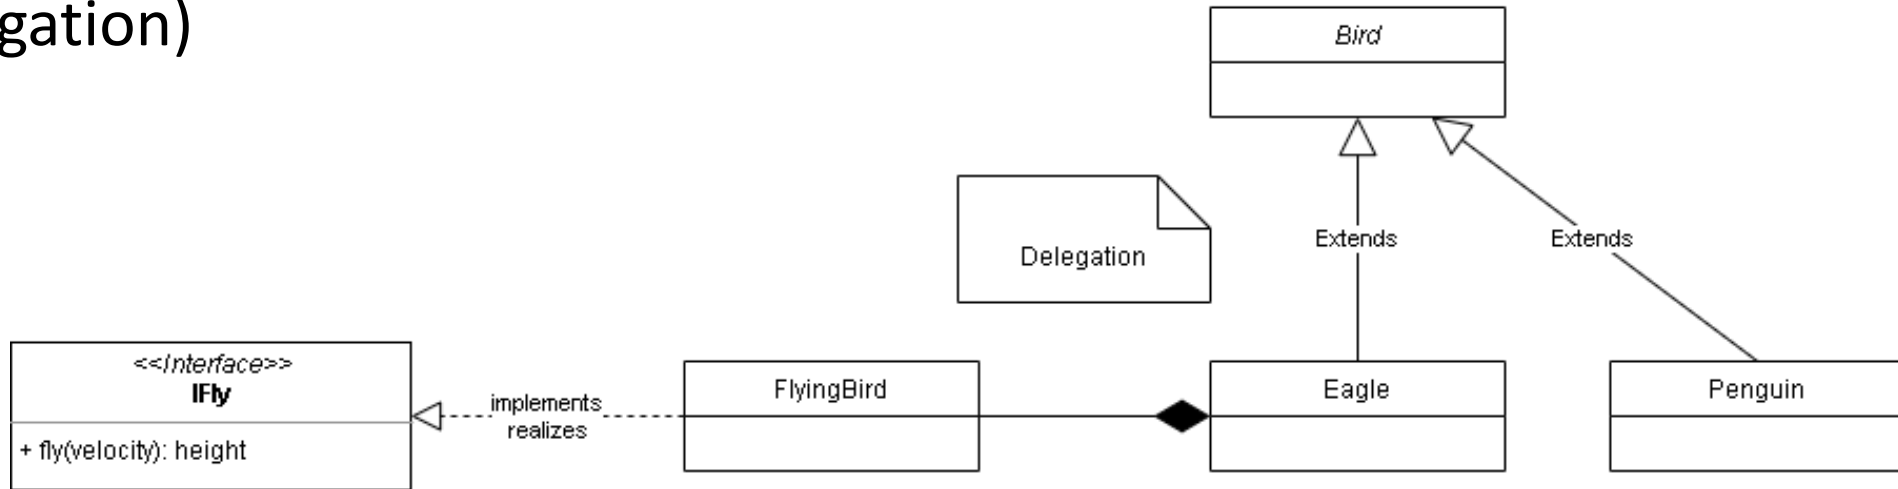 gation)
Bird
Delegation
Extends
Extends
<<Interface>>
IFly
+ fly(velocity): height
implements
realizes
FlyingBird
Eagle
Penguin